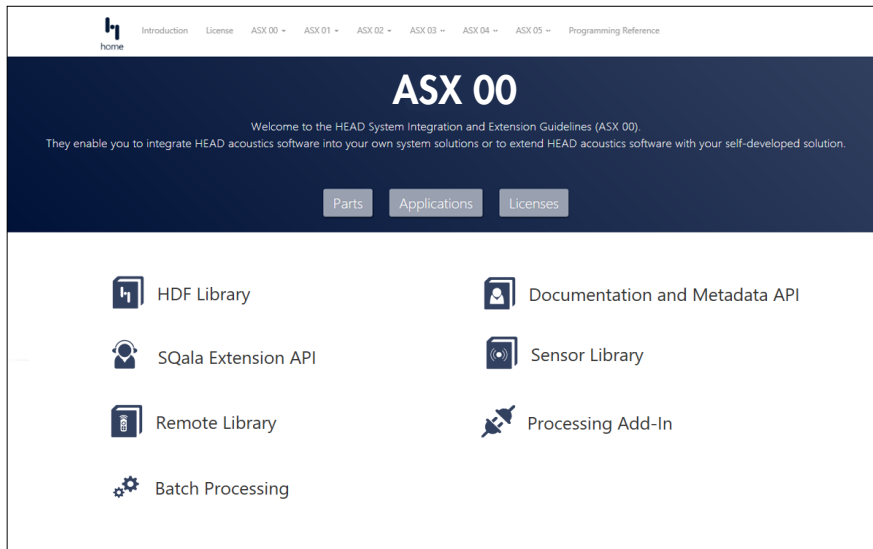 home
Introduction License ASX 00 ASX 01 ASX 02 ASX 03 ASX 04 ASX 05 Programming Reference
ASX 00
Welcome to the HEAD System Integration and Extension Guidelines (ASX 00).
They enable you to integrate HEAD acoustics software into your own system solutions or to extend HEAD acoustics software with your self-developed solution.
Parts Applications Licenses
HDF Library
Documentation and Metadata API
SQala Extension API
Sensor Library
Remote Library
Processing Add-In
Batch Processing